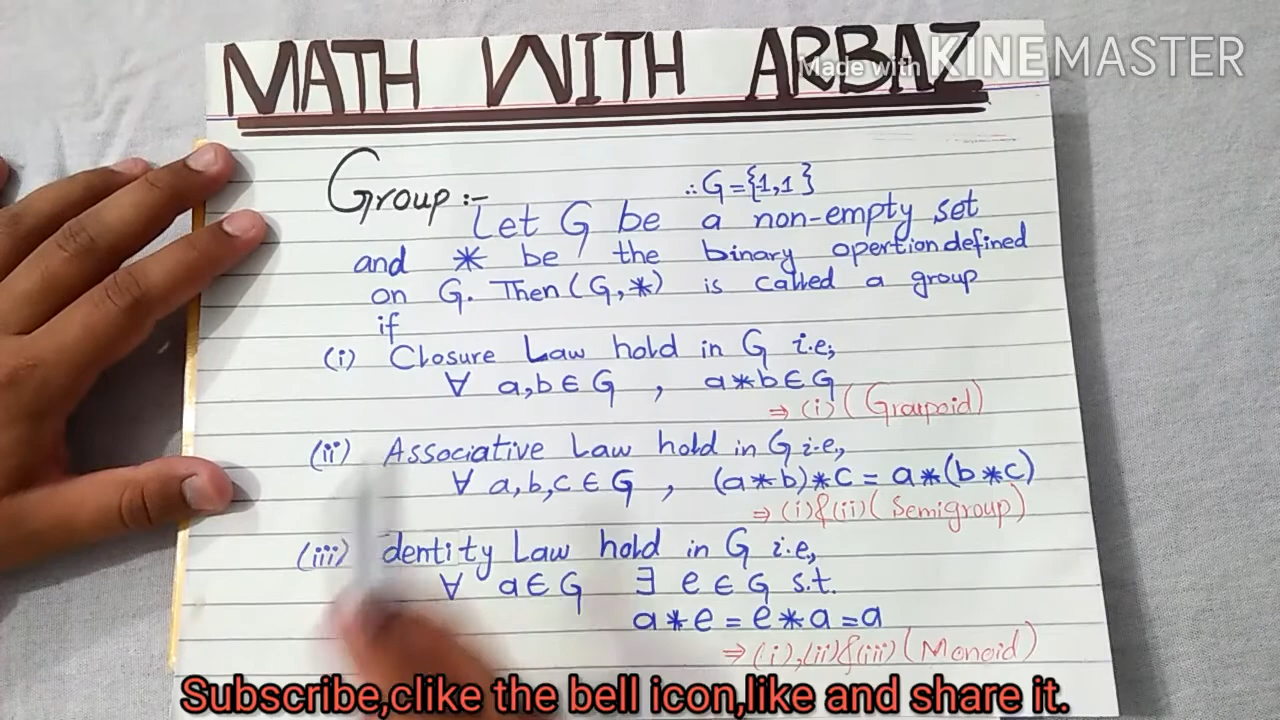 MATH WITH ARBAZ
Made with KINEMASTER
Group :-
∴ G = {1,1}
Let G be a non-empty set
and * be the binary opertion defined
on G. Then (G,*) is called a group
if
(i) Closure Law hold in G i.e;
∀ a,b ∈ G , a*b ∈ G
⇒ (i) (Groupoid)
(ii) Associative Law hold in G i.e.,
∀ a,b,c ∈ G , (a*b)*c = a*(b*c)
⇒ (i)&(ii) (Semigroup)
(iii) dentity Law hold in G i.e,
∀ a ∈ G ∃ e ∈ G s.t.
a*e = e*a = a
⇒ (i),(ii)&(iii) (Monoid)
Subscribe,clike the bell icon,like and share it.